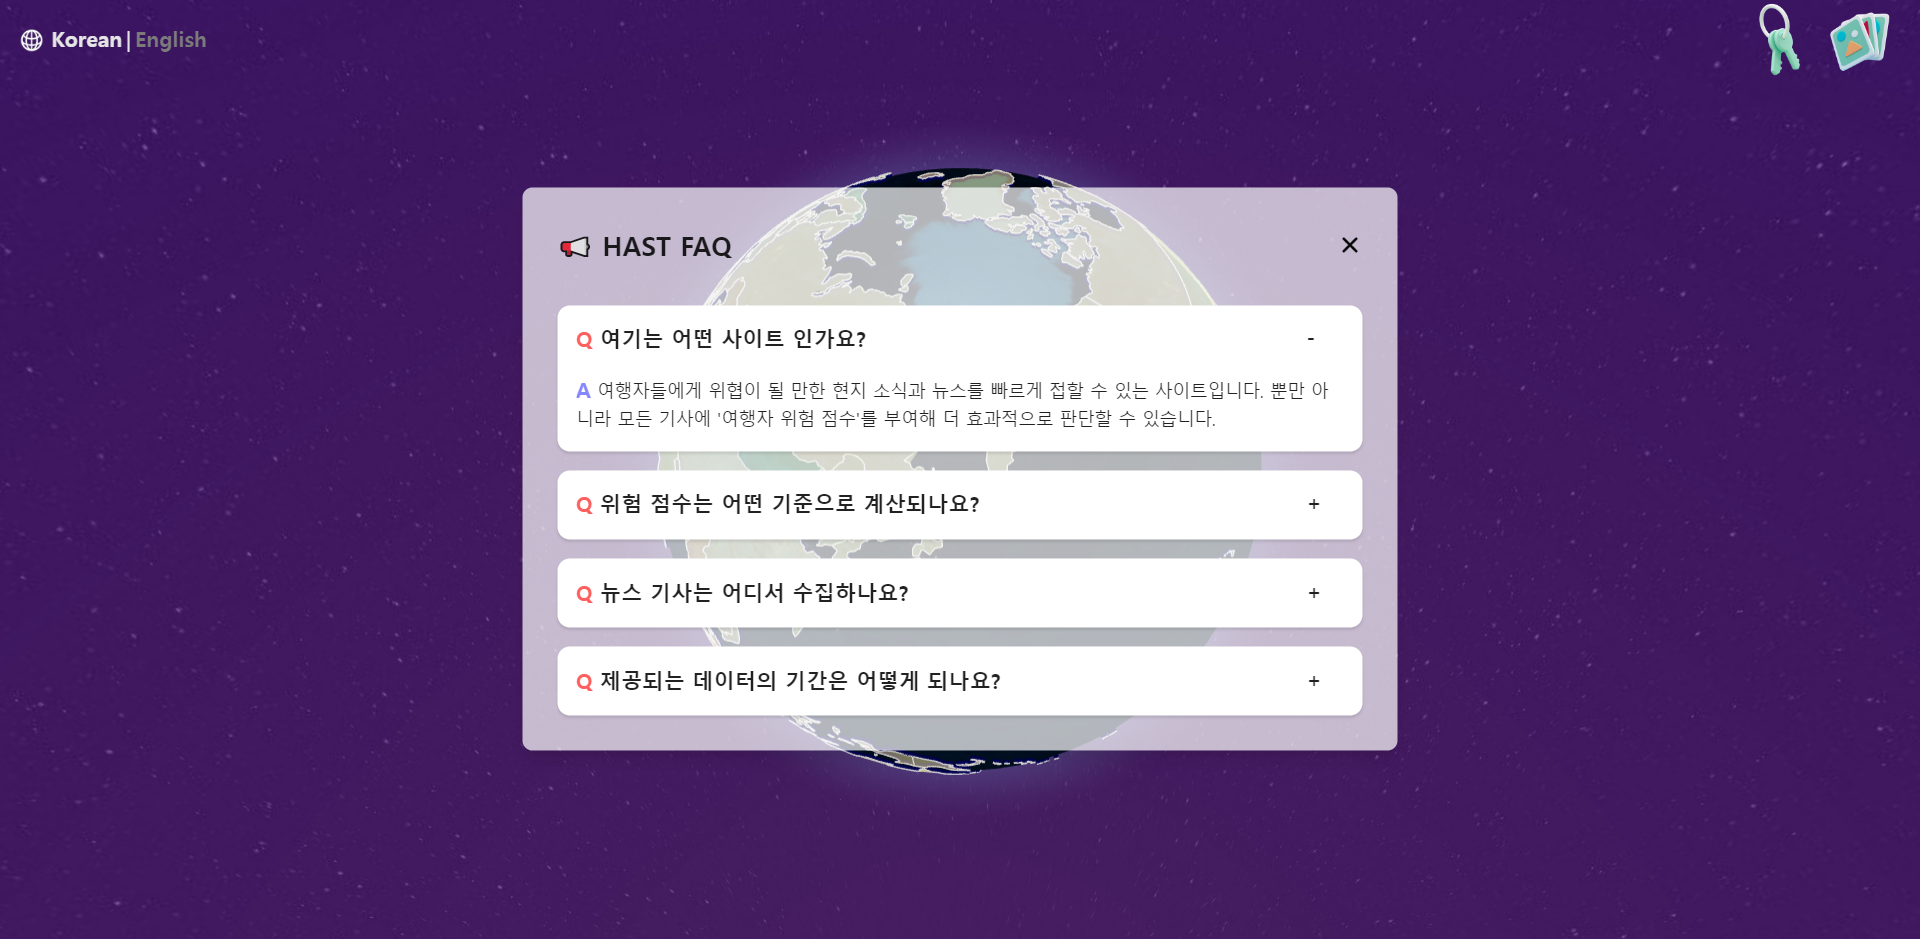 Korean | English
HAST FAQ
Q 여기는 어떤 사이트 인가요? -
A 여행자들에게 위협이 될 만한 현지 소식과 뉴스를 빠르게 접할 수 있는 사이트입니다. 뿐만 아
니라 모든 기사에 '여행자 위험 점수'를 부여해 더 효과적으로 판단할 수 있습니다.
Q 위험 점수는 어떤 기준으로 계산되나요? +
Q 뉴스 기사는 어디서 수집하나요? +
Q 제공되는 데이터의 기간은 어떻게 되나요? +